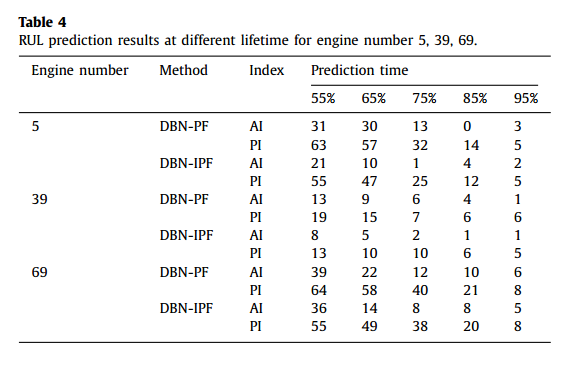 Table 4
RUL prediction results at different lifetime for engine number 5, 39, 69.
Engine number Method Index Prediction time
55% 65% 75% 85% 95%
5 DBN-PF AI 31 30 13 0 3
PI 63 57 32 14 5
DBN-IPF AI 21 10 1 4 2
PI 55 47 25 12 5
39 DBN-PF AI 13 9 6 4 1
PI 19 15 7 6 6
DBN-IPF AI 8 5 2 1 1
PI 13 10 10 6 5
69 DBN-PF AI 39 22 12 10 6
PI 64 58 40 21 8
DBN-IPF AI 36 14 8 8 5
PI 55 49 38 20 8